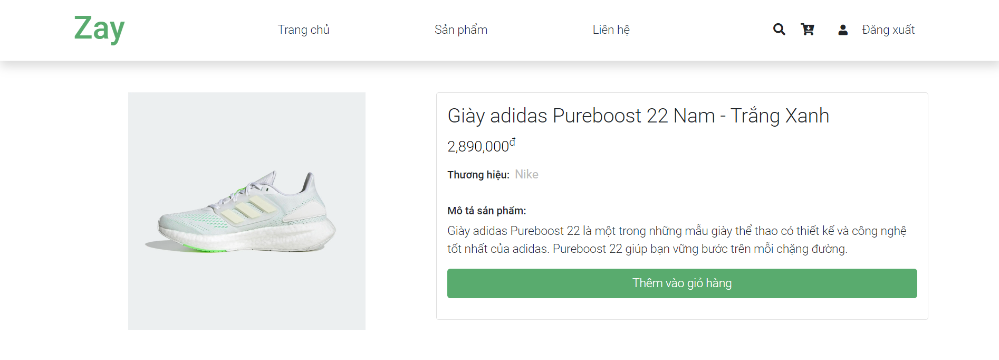 Zay
Trang chủ
Sản phẩm
Liên hệ
Đăng xuất
Giày adidas Pureboost 22 Nam - Trắng Xanh
2,890,000đ
Thương hiệu: Nike
Mô tả sản phẩm:
Giày adidas Pureboost 22 là một trong những mẫu giày thể thao có thiết kế và công nghệ
tốt nhất của adidas. Pureboost 22 giúp bạn vững bước trên mỗi chặng đường.
Thêm vào giỏ hàng